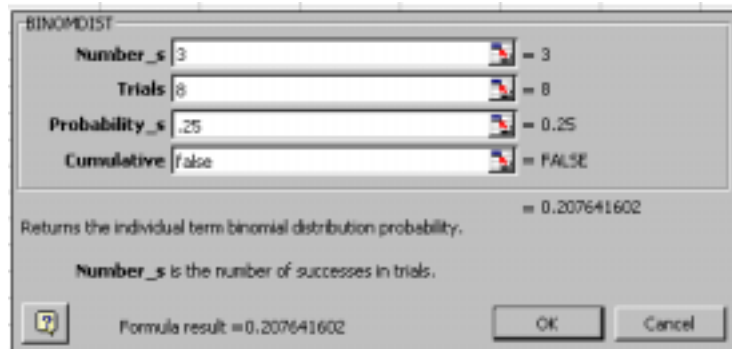 BINOMDIST
Number_s 3 = 3
Trials 8 = 8
Probability_s .25 = 0.25
Cumulative false = FALSE
= 0.207641602
Returns the individual term binomial distribution probability.
Number_s is the number of successes in trials.
? Formula result =0.207641602 OK Cancel